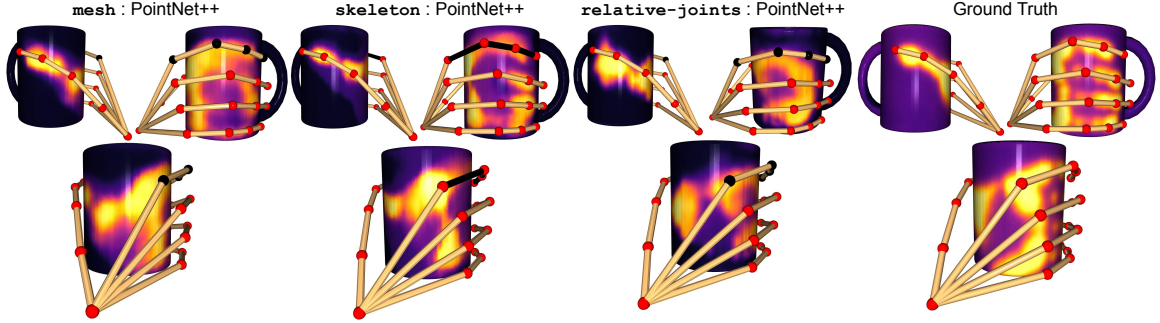 mesh : PointNet++
skeleton : PointNet++
relative-joints : PointNet++
Ground Truth